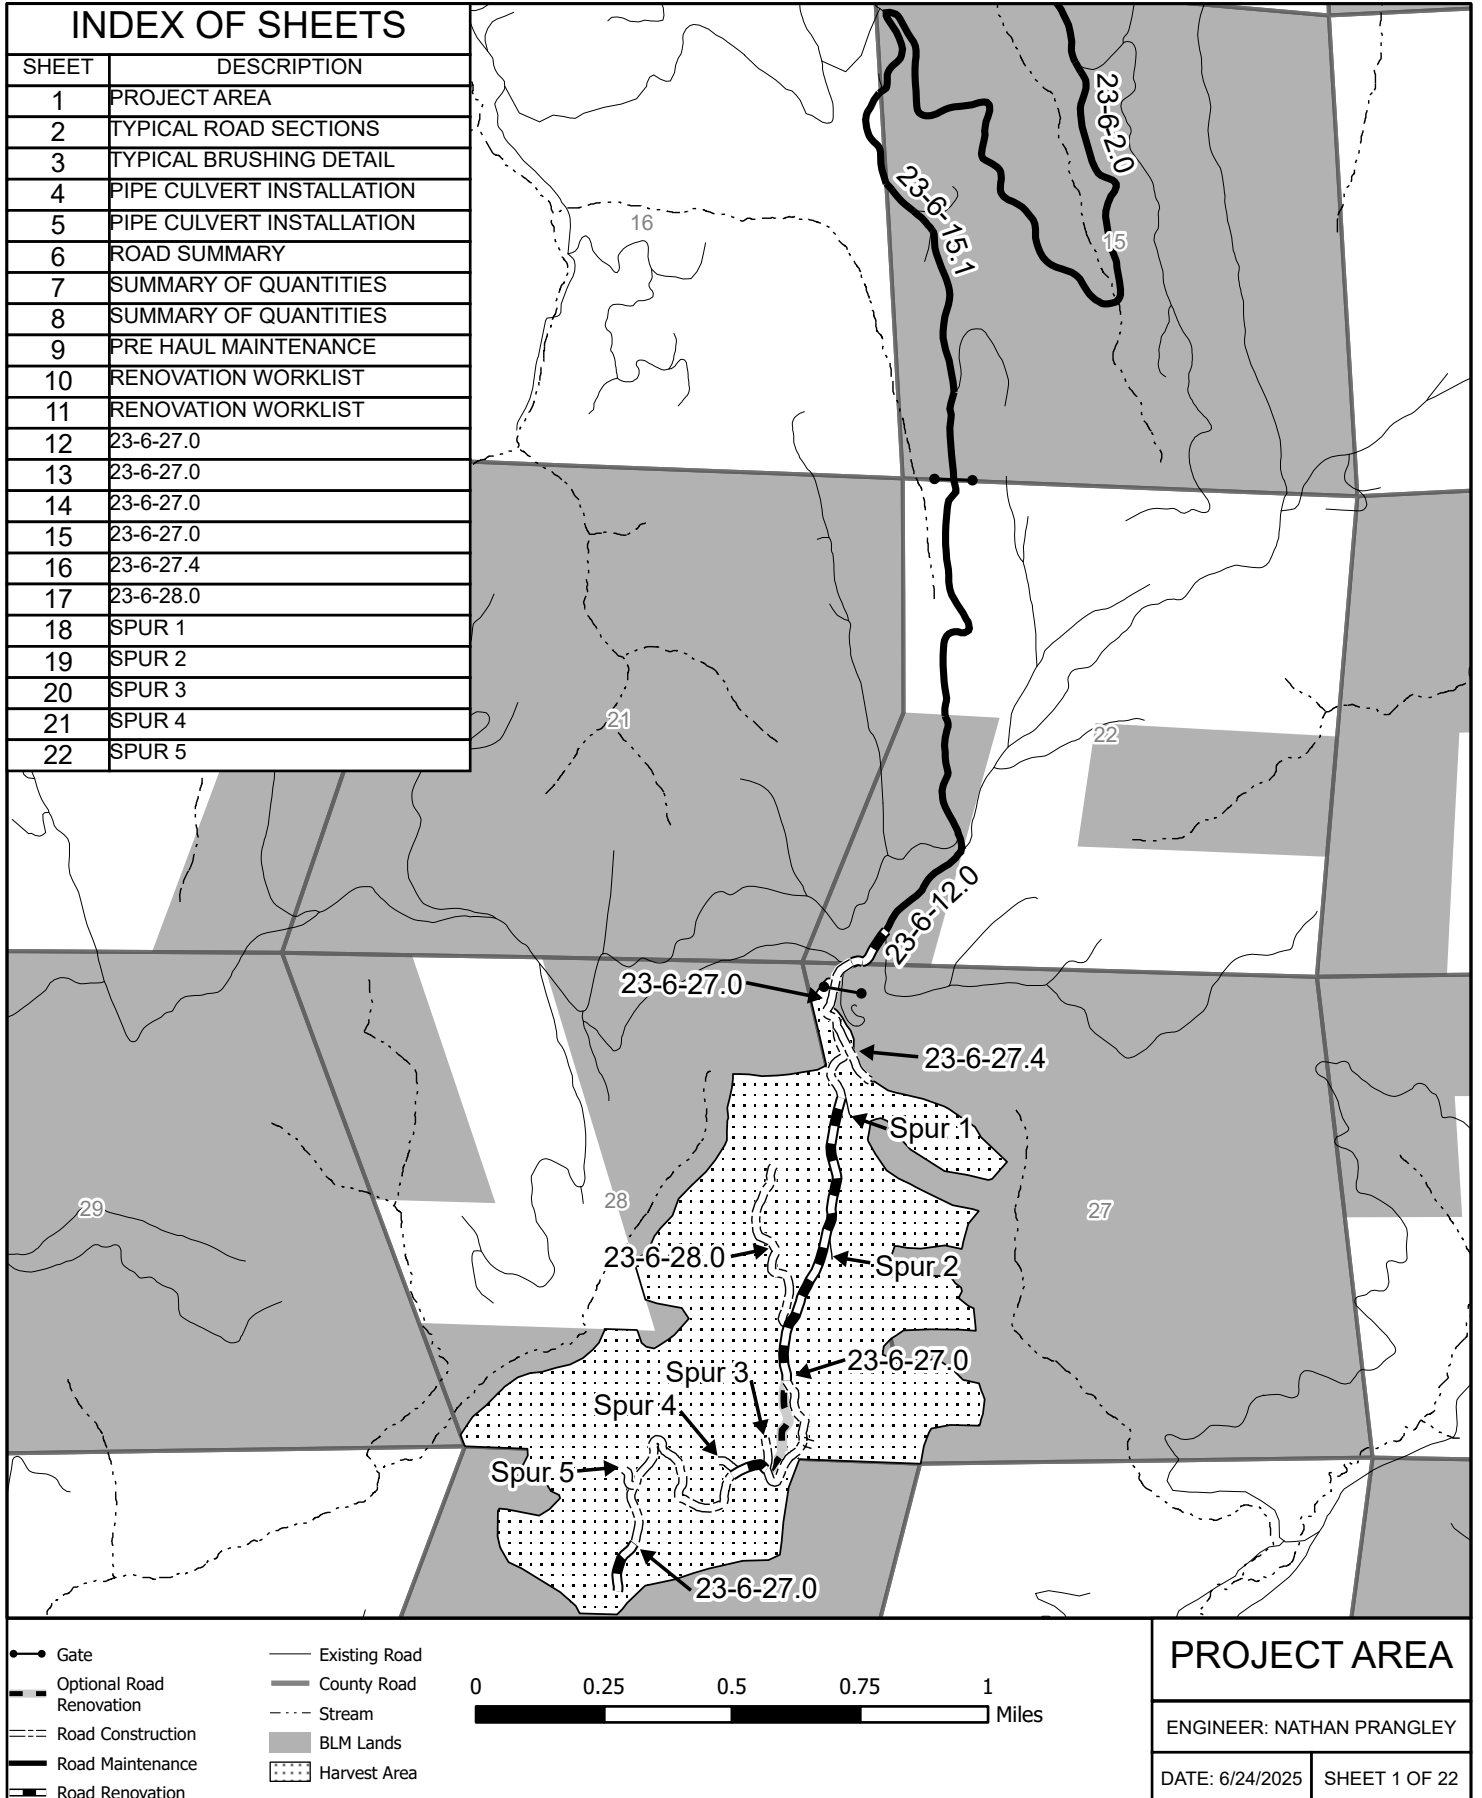 INDEX OF SHEETS
SHEET DESCRIPTION
1 PROJECT AREA
2 TYPICAL ROAD SECTIONS
3 TYPICAL BRUSHING DETAIL
4 PIPE CULVERT INSTALLATION
5 PIPE CULVERT INSTALLATION
6 ROAD SUMMARY
7 SUMMARY OF QUANTITIES
8 SUMMARY OF QUANTITIES
9 PRE HAUL MAINTENANCE
10 RENOVATION WORKLIST
11 RENOVATION WORKLIST
12 23-6-27.0
13 23-6-27.0
14 23-6-27.0
15 23-6-27.0
16 23-6-27.4
17 23-6-28.0
18 SPUR 1
19 SPUR 2
20 SPUR 3
21 SPUR 4
22 SPUR 5
23-6-2.0
23-6-15.1
16
15
21
22
23-6-12.0
23-6-27.0
23-6-27.4
Spur 1
29
28
27
23-6-28.0
Spur 2
23-6-27.0
Spur 3
Spur 4
Spur 5
23-6-27.0
Gate
Optional Road
Renovation
Road Construction
Road Maintenance
Road Renovation
Existing Road
County Road
Stream
BLM Lands
Harvest Area
0 0.25 0.5 0.75 1
Miles
PROJECT AREA
ENGINEER: NATHAN PRANGLEY
DATE: 6/24/2025
SHEET 1 OF 22